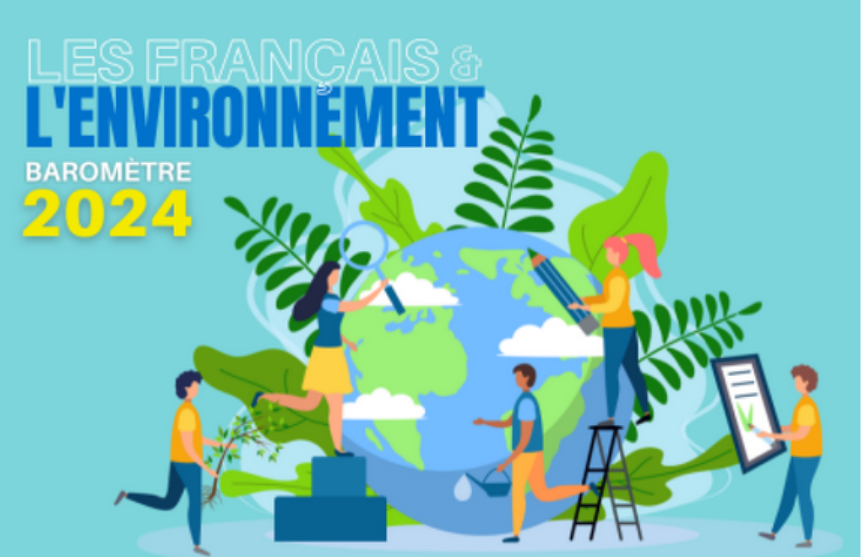 LES FRANÇAIS &
L'ENVIRONNEMENT
BAROMÈTRE
2024